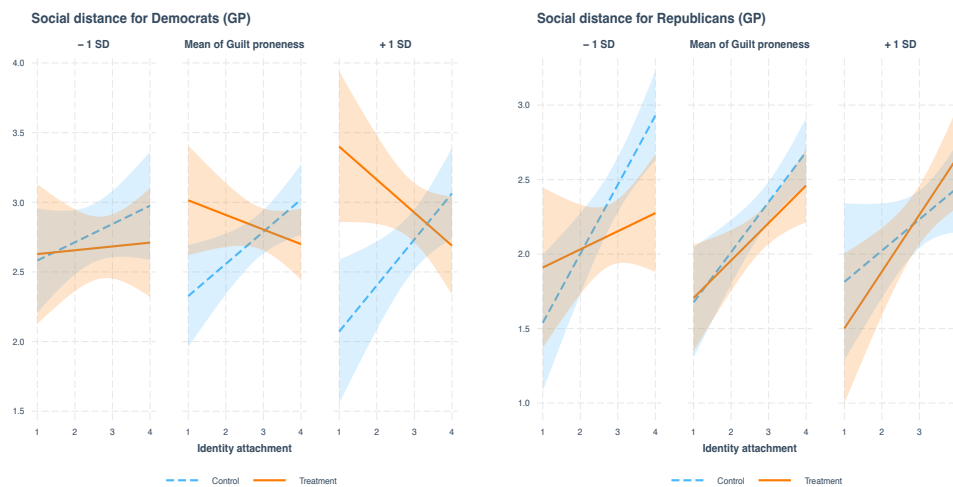 Social distance for Democrats (GP)
– 1 SD
Mean of Guilt proneness
+ 1 SD
4.0
3.5
3.0
2.5
2.0
1.5
1 2 3 4
1 2 3 4
1 2 3 4
Identity attachment
Control
Treatment
Social distance for Republicans (GP)
– 1 SD
Mean of Guilt proneness
+ 1 SD
3.0
2.5
2.0
1.5
1.0
1 2 3 4
1 2 3 4
1 2 3
Identity attachment
Control
Treatment